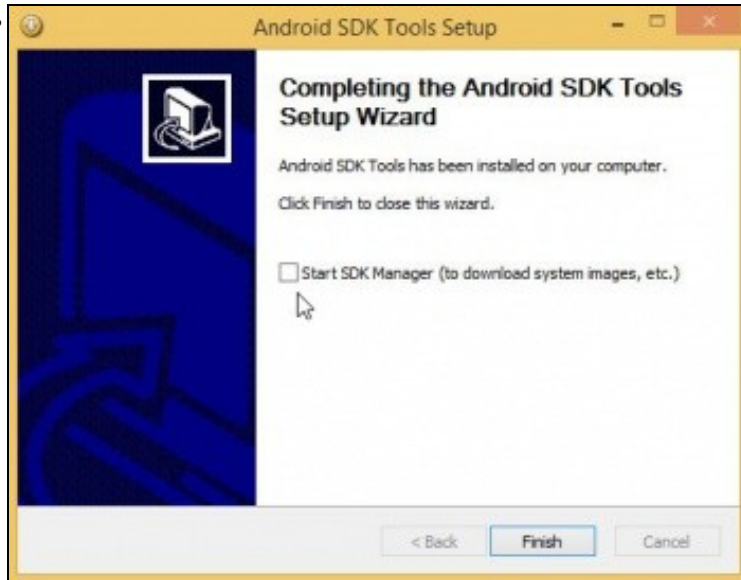 Android SDK Tools Setup
Completing the Android SDK Tools
Setup Wizard
Android SDK Tools has been installed on your computer.
Click Finish to close this wizard.
Start SDK Manager (to download system images, etc.)
< Back Finish Cancel